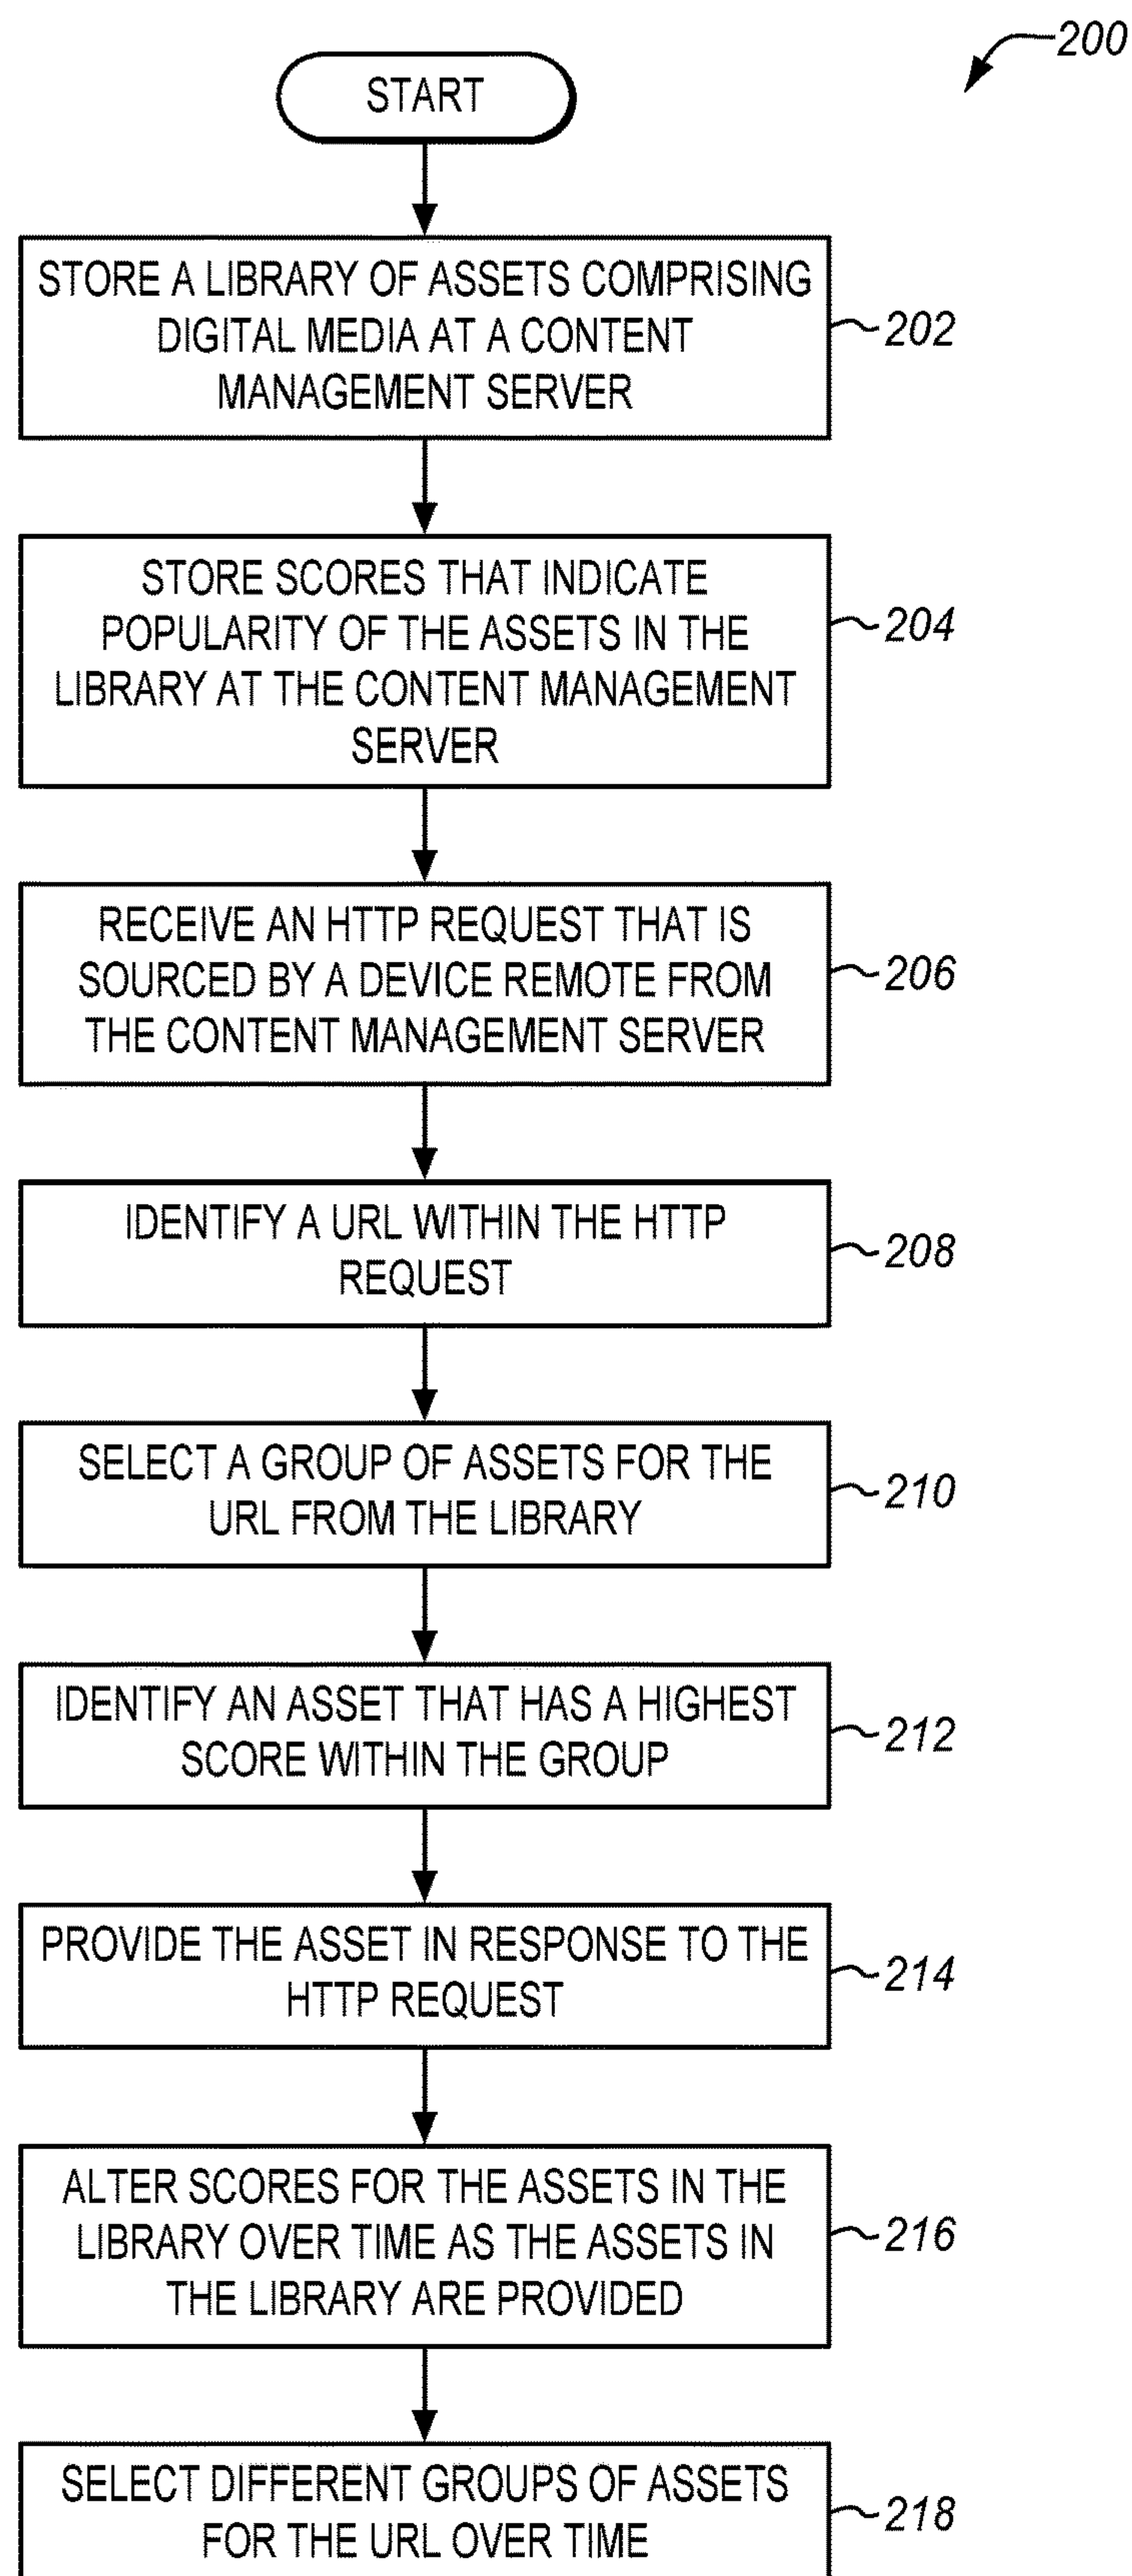 200
START
STORE A LIBRARY OF ASSETS COMPRISING
DIGITAL MEDIA AT A CONTENT
MANAGEMENT SERVER
202
STORE SCORES THAT INDICATE
POPULARITY OF THE ASSETS IN THE
LIBRARY AT THE CONTENT MANAGEMENT
SERVER
204
RECEIVE AN HTTP REQUEST THAT IS
SOURCED BY A DEVICE REMOTE FROM
THE CONTENT MANAGEMENT SERVER
206
IDENTIFY A URL WITHIN THE HTTP
REQUEST
208
SELECT A GROUP OF ASSETS FOR THE
URL FROM THE LIBRARY
210
IDENTIFY AN ASSET THAT HAS A HIGHEST
SCORE WITHIN THE GROUP
212
PROVIDE THE ASSET IN RESPONSE TO THE
HTTP REQUEST
214
ALTER SCORES FOR THE ASSETS IN THE
LIBRARY OVER TIME AS THE ASSETS IN
THE LIBRARY ARE PROVIDED
216
SELECT DIFFERENT GROUPS OF ASSETS
FOR THE URL OVER TIME
218